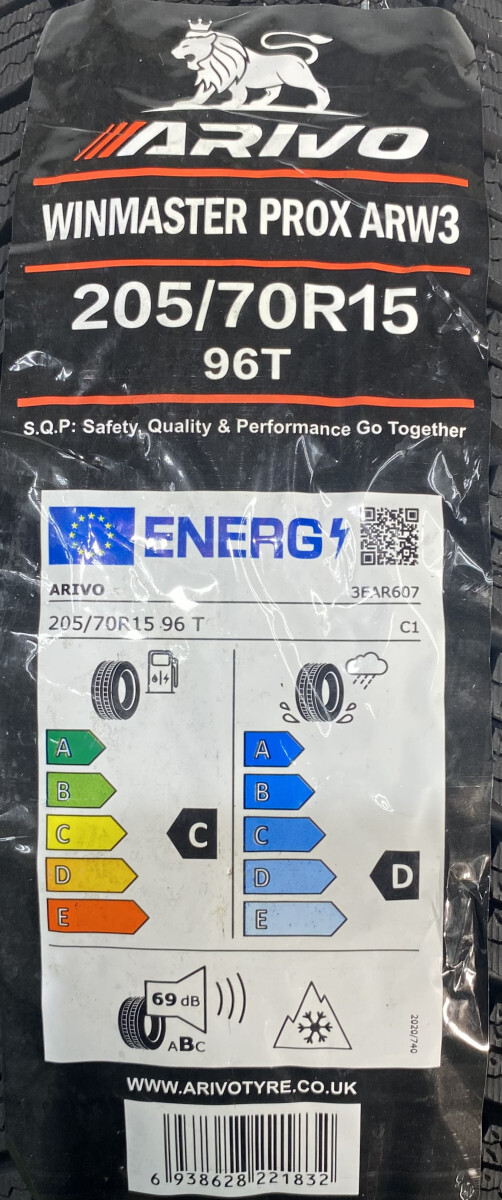 ARIVO
WINMASTER PROX ARW3
205/70R15
96T
S.Q.P: Safety, Quality & Performance Go Together
ENERG
ARIVO 3EAR607
205/70R15 96 T C1
A A
B B
C C C
D D D
E E
69 dB
ABC
2020/740
WWW.ARIVOTYRE.CO.UK
6 938628 221832